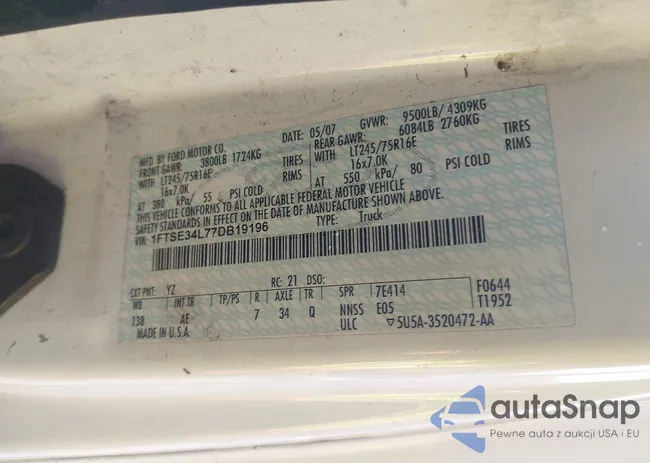 MFD. BY FORD MOTOR CO.
DATE: 05/07 GVWR: 9500LB/ 4309KG
FRONT GAWR: 3800LB 1724KG
REAR GAWR: 6084LB 2760KG
WITH LT245/75R16E TIRES
WITH LT245/75R16E TIRES
16x7.0K RIMS
16x7.0K RIMS
AT 380 kPa/ 55 PSI COLD
AT 550 kPa/ 80 PSI COLD
THIS VEHICLE CONFORMS TO ALL APPLICABLE FEDERAL MOTOR VEHICLE
SAFETY STANDARDS IN EFFECT ON THE DATE OF MANUFACTURE SHOWN ABOVE.
VIN: 1FTSE34L77DB19196 TYPE: Truck
EXT PNT: YZ RC: 21 DSO: F0644
WB INT TR TP/PS R AXLE TR SPR 7E414 T1952
138 AE 7 34 Q NNSS E05
MADE IN U.S.A. ULC ▽5U5A-3520472-AA
autaSnap
Pewne auta z aukcji USA i EU